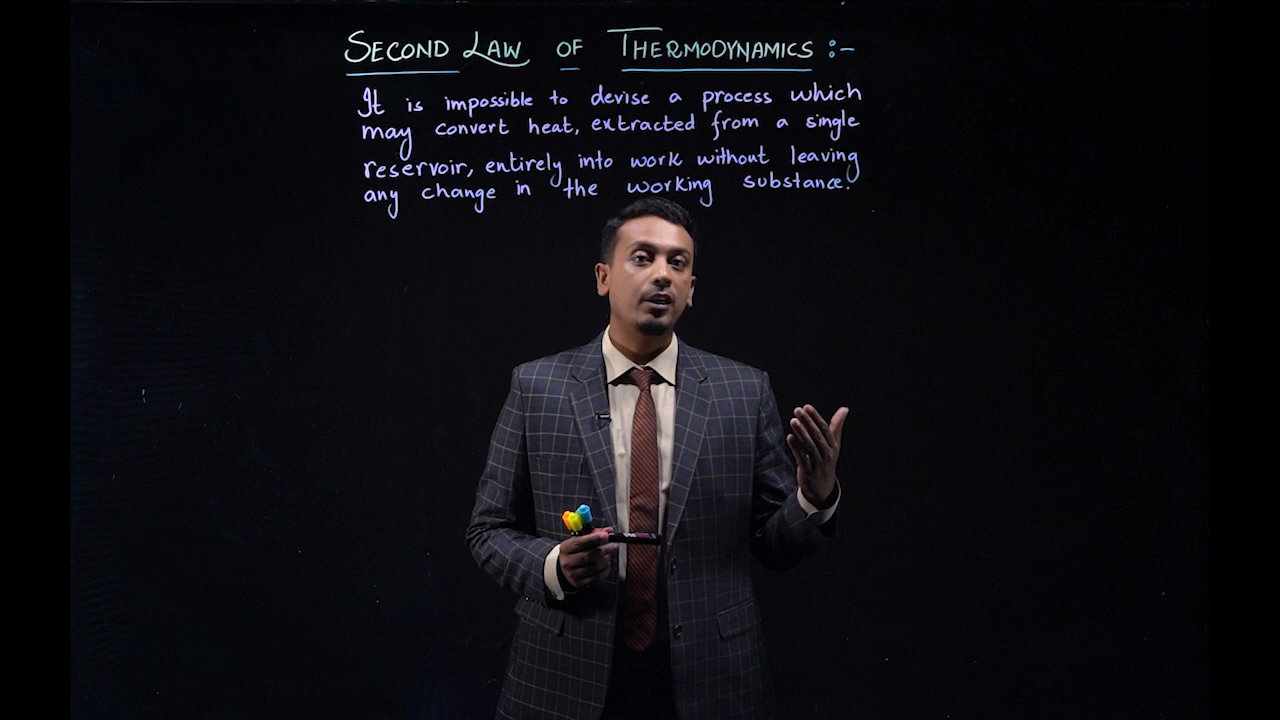 SECOND LAW OF THERMODYNAMICS :-
It is impossible to devise a process which
may convert heat, extracted from a single
reservoir, entirely into work without leaving
any change in the working substance.